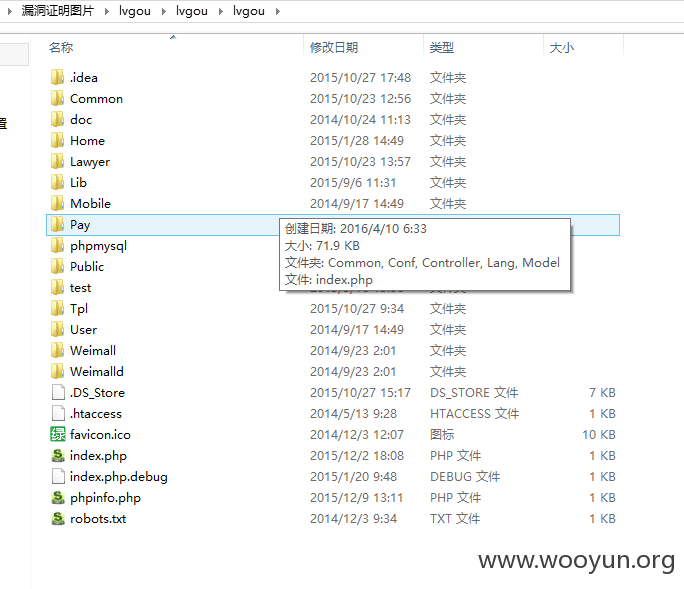 漏洞证明图片 lvgou lvgou lvgou
名称 修改日期 类型 大小
置
.idea 2015/10/27 17:48 文件夹
Common 2015/10/23 12:56 文件夹
doc 2014/10/24 11:13 文件夹
Home 2015/1/28 14:49 文件夹
Lawyer 2015/10/23 13:57 文件夹
Lib 2015/9/6 11:31 文件夹
Mobile 2014/9/17 14:49 文件夹
Pay
创建日期: 2016/4/10 6:33
phpmysql
大小: 71.9 KB
Public
文件夹: Common, Conf, Controller, Lang, Model
文件: index.php
test 文件夹
Tpl 2015/10/27 9:34 文件夹
User 2014/9/17 14:49 文件夹
Weimall 2014/9/23 2:01 文件夹
Weimalld 2014/9/23 2:01 文件夹
.DS_Store 2015/10/27 15:17 DS_STORE 文件 7 KB
.htaccess 2014/5/13 9:28 HTACCESS 文件 1 KB
绿 favicon.ico 2014/12/3 12:07 图标 10 KB
index.php 2015/12/2 18:08 PHP 文件 1 KB
index.php.debug 2015/1/20 9:48 DEBUG 文件 1 KB
phpinfo.php 2015/12/9 13:11 PHP 文件 1 KB
robots.txt 2014/12/3 9:34 TXT 文件 1 KB
www.wooyun.org